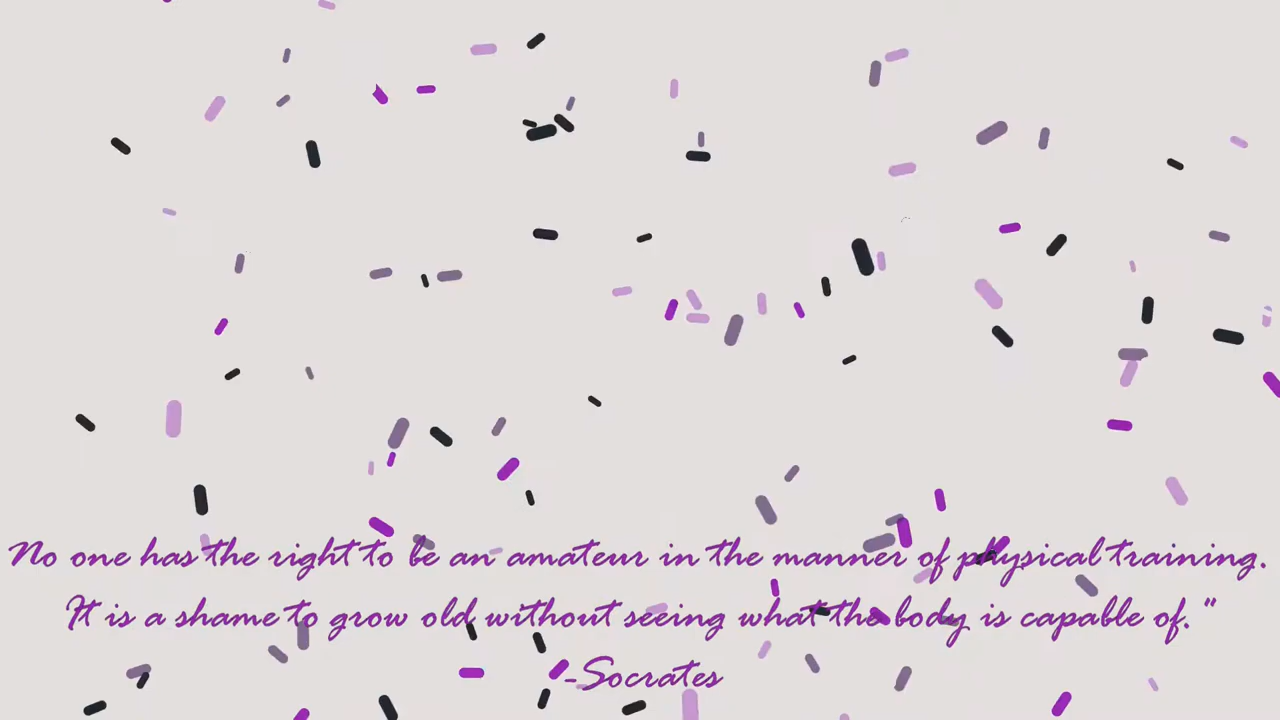 No one has the right to be an amateur in the manner of physical training.
It is a shame to grow old without seeing what the body is capable of."
-Socrates